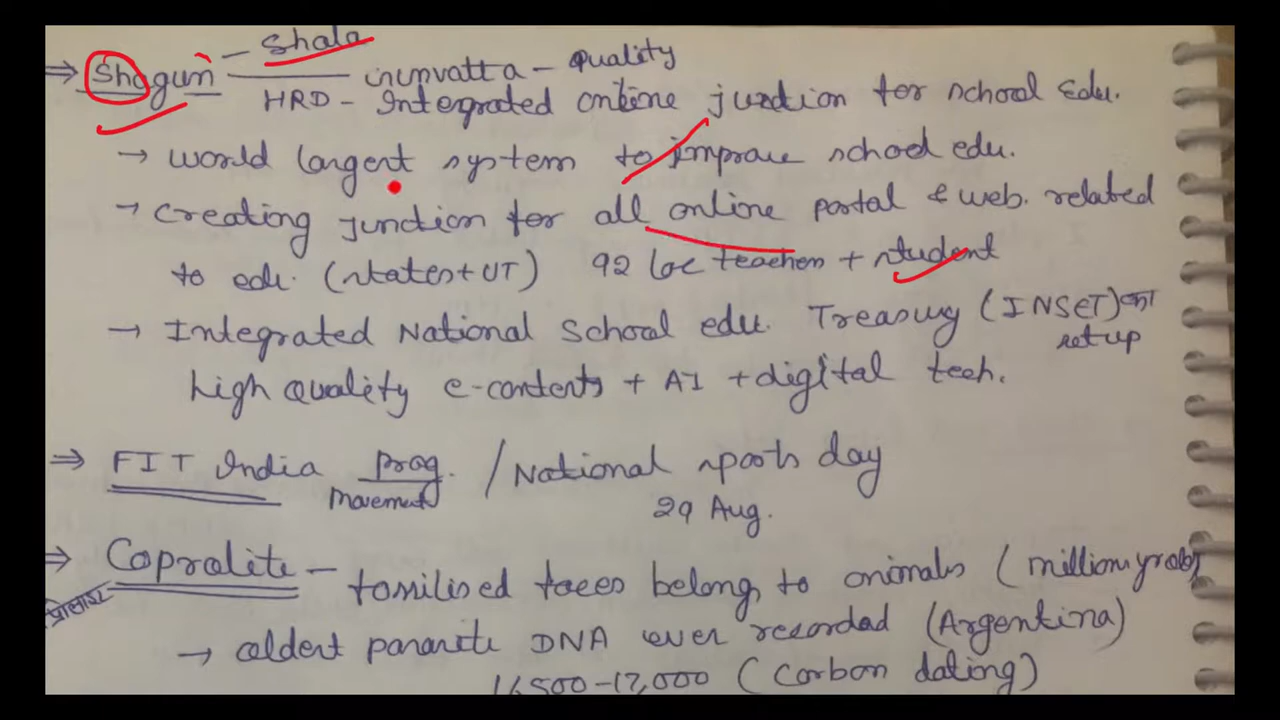 ⇒ Shagun – Shala
Gunvatta – quality
HRD – Integrated online junction for school Edu.
→ world largest system to improve school edu.
→ creating junction for all online portal & web. related
to edu. (states+UT) 92 lac teachers + student
→ Integrated National School edu. Treasury (INSET) का
setup
high quality e-contents + AI + digital tech.
⇒ FIT India prog. / National sports day
movement
29 Aug.
⇒ Coprolite – fossilised faeces belong to animals (million yrs
→ oldest parasite DNA ever recorded (Argentina)
16,500–17,000 (Carbon dating)